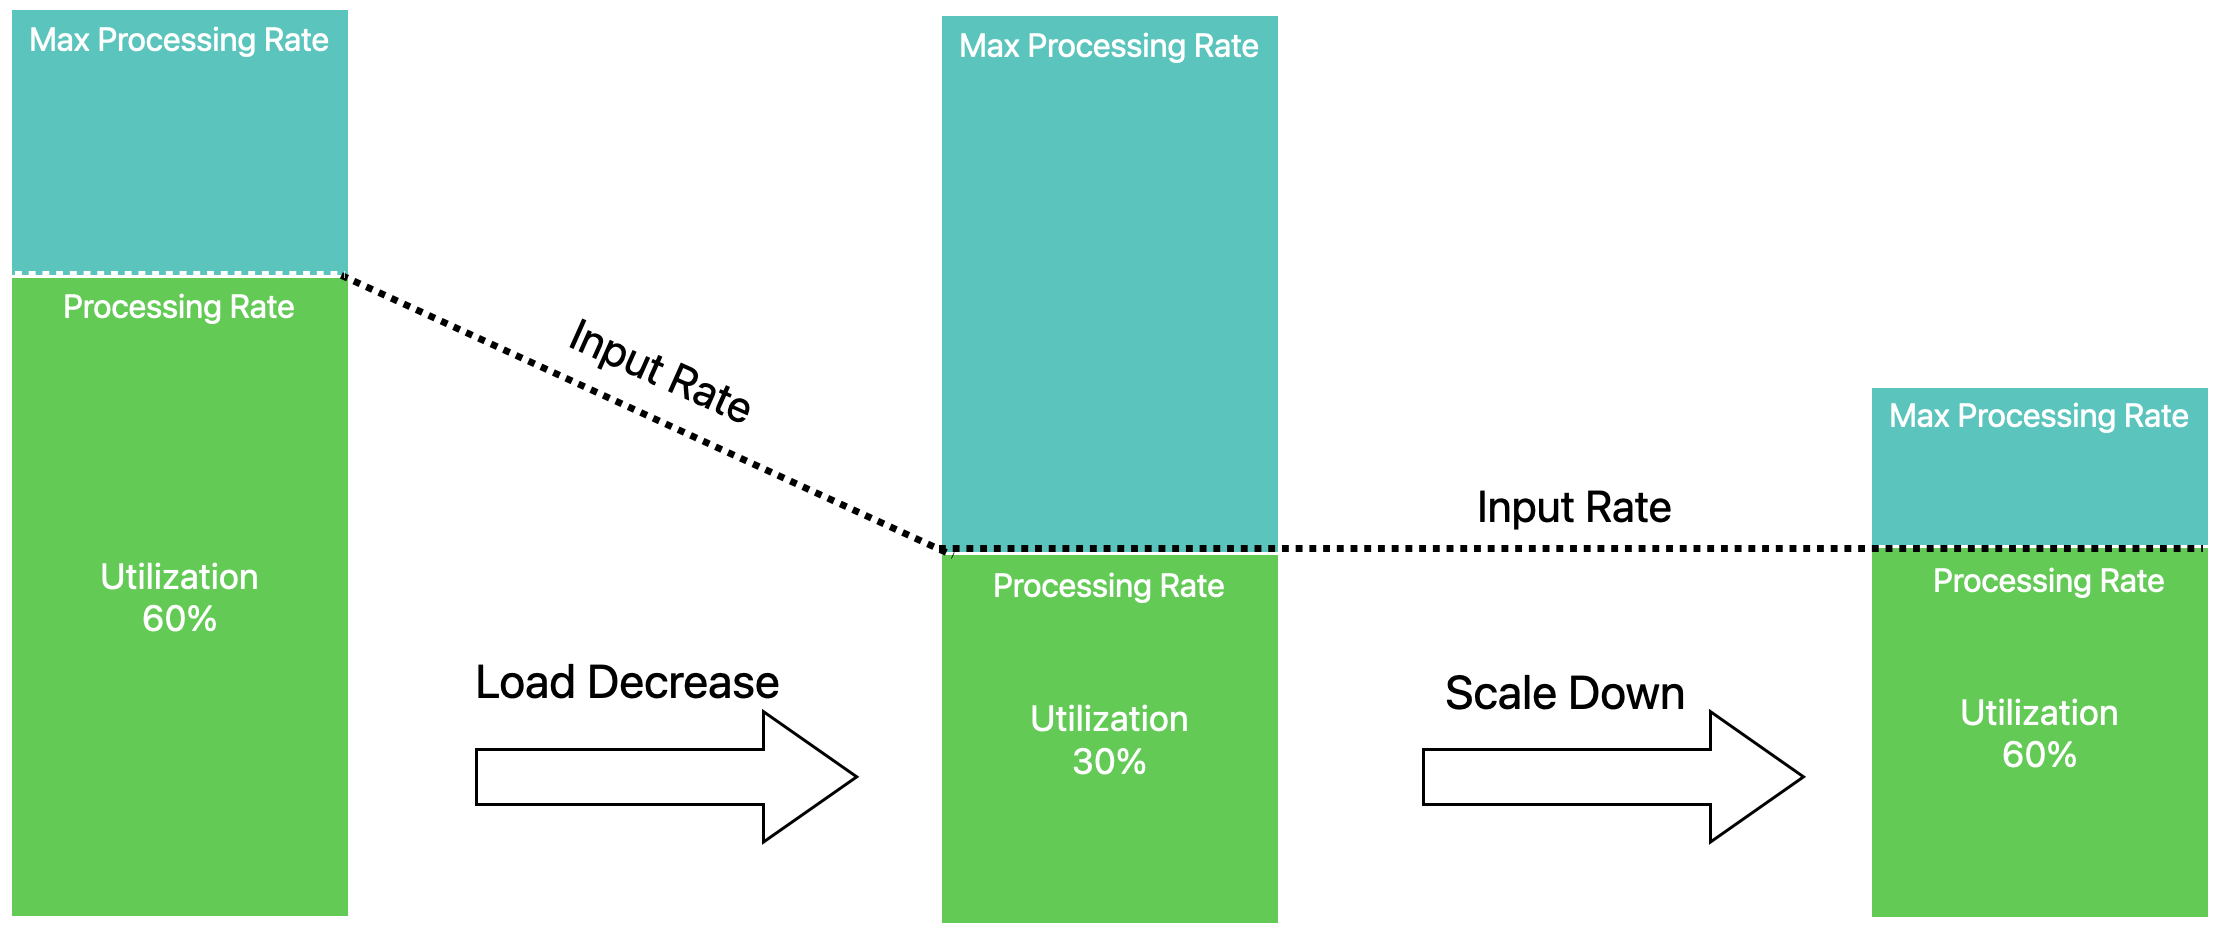 Max Processing Rate
Processing Rate
Utilization
60%
Input Rate
Load Decrease
Max Processing Rate
Processing Rate
Utilization
30%
Input Rate
Scale Down
Max Processing Rate
Processing Rate
Utilization
60%